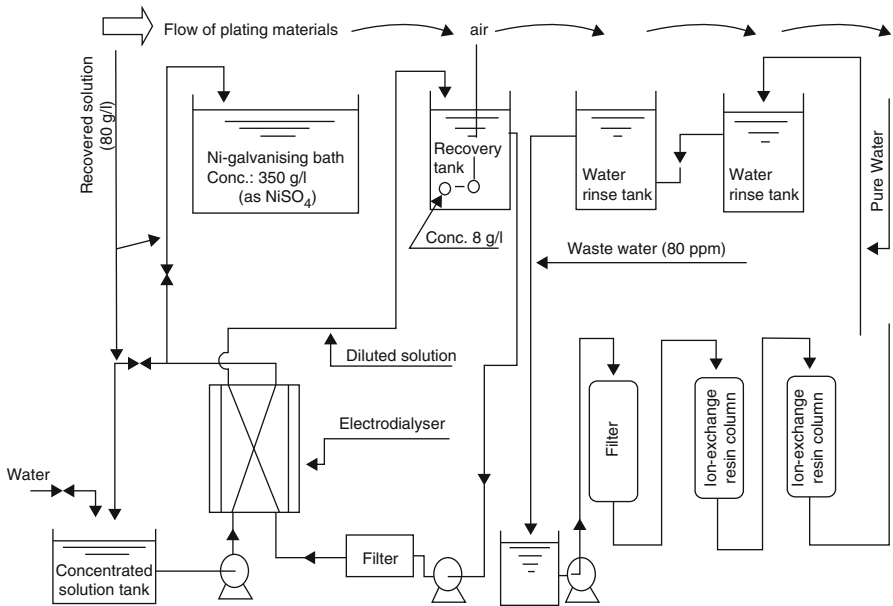 Flow of plating materials
air
Recovered solution
(80 g/l)
Ni-galvanising bath
Conc.: 350 g/l
(as NiSO4)
Recovery
tank
Conc. 8 g/l
Water
rinse tank
Water
rinse tank
Pure Water
Waste water (80 ppm)
Diluted solution
Electrodialyser
Filter
Ion-exchange
resin column
Ion-exchange
resin column
Water
Concentrated
solution tank
Filter